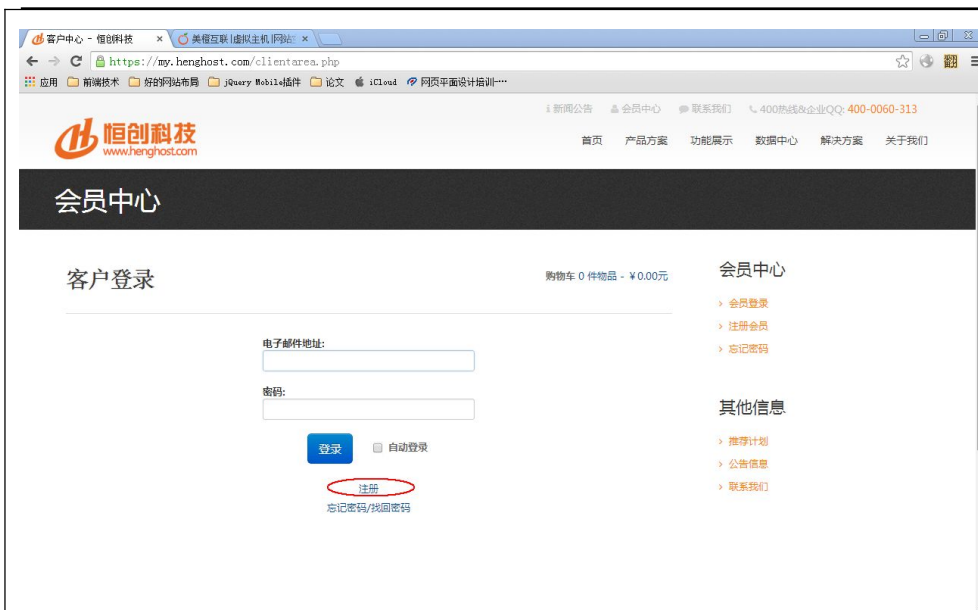 客户中心 - 恒创科技 ×
美橙互联|虚拟主机|网站 ×
https://my.henghost.com/clientarea.php
应用 前端技术 好的网站布局 jQuery Mobile插件 论文 iCloud 网页平面设计培训一…
新闻公告 会员中心 联系我们 400热线&企业QQ: 400-0060-313
恒创科技
www.henghost.com
首页 产品方案 功能展示 数据中心 解决方案 关于我们
会员中心
客户登录
购物车 0 件物品 - ¥0.00元
电子邮件地址:
密码:
登录 自动登录
注册
忘记密码/找回密码
会员中心
› 会员登录
› 注册会员
› 忘记密码
其他信息
› 推荐计划
› 公告信息
› 联系我们